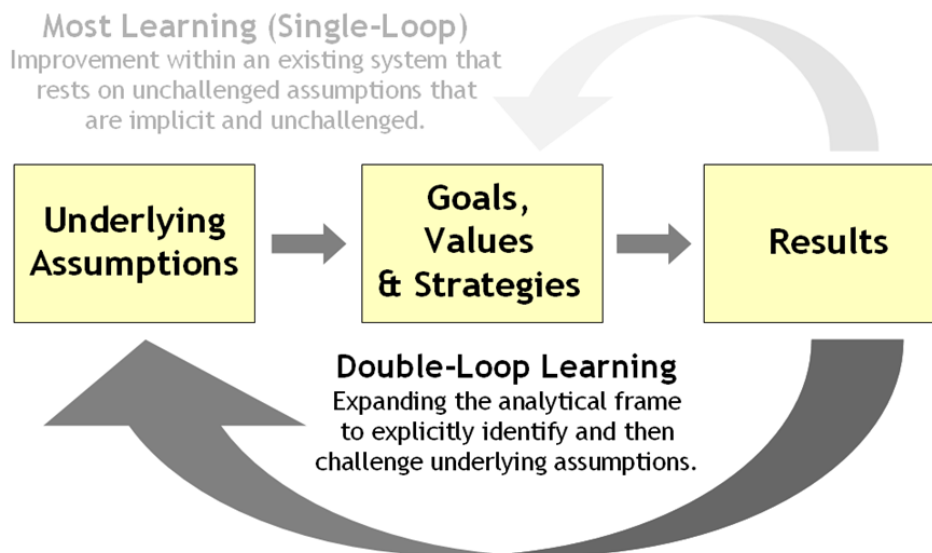 Most Learning (Single-Loop)
Improvement within an existing system that
rests on unchallenged assumptions that
are implicit and unchallenged.
Underlying
Assumptions
Goals,
Values
& Strategies
Results
Double-Loop Learning
Expanding the analytical frame
to explicitly identify and then
challenge underlying assumptions.